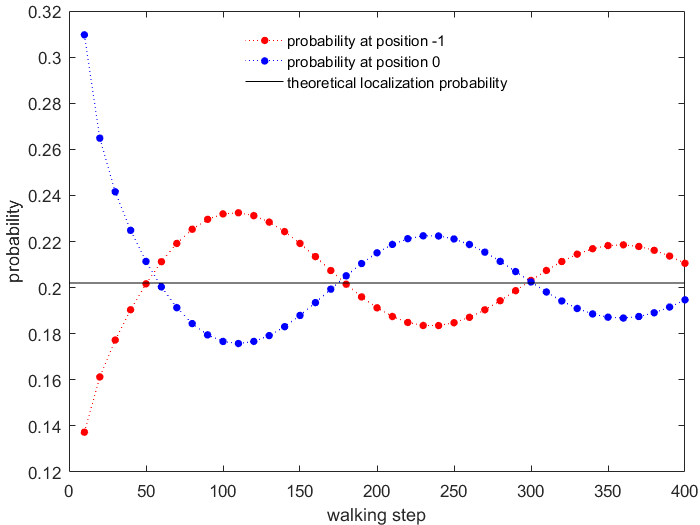 0.32
0.3
0.28
0.26
0.24
0.22
0.2
0.18
0.16
0.14
0.12
probability
probability at position -1
probability at position 0
theoretical localization probability
0 50 100 150 200 250 300 350 400
walking step